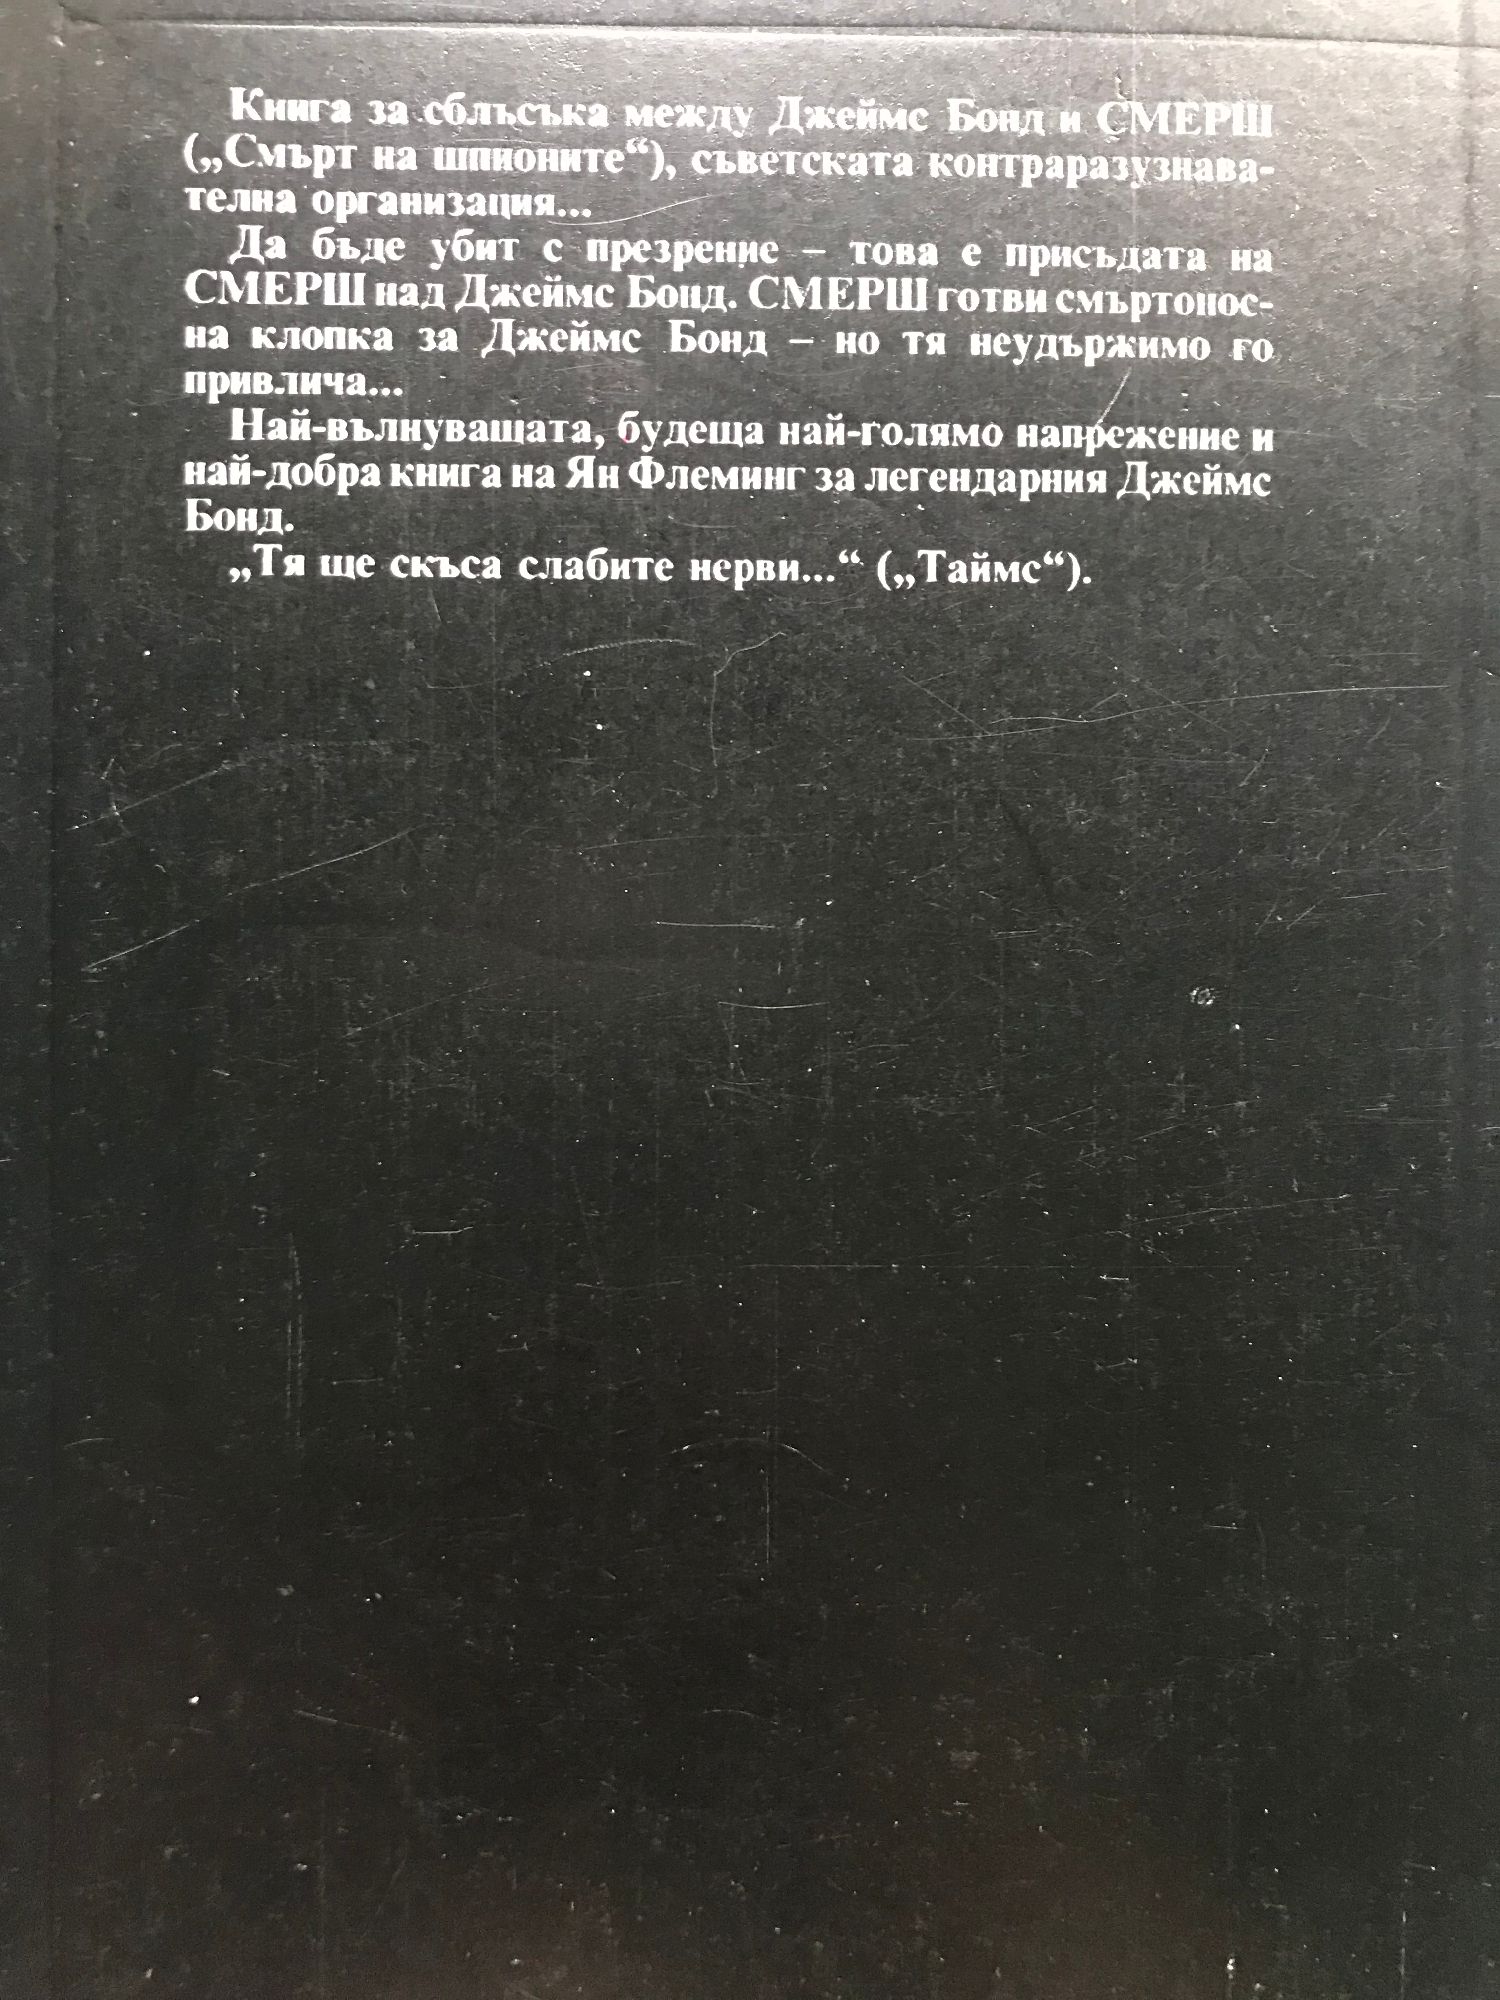 Книга за сблъсъка между Джеймс Бонд и СМЕРШ
(„Смърт на шпионите“), съветската контраразузнава-
телна организация...
Да бъде убит с презрение – това е присъдата на
СМЕРШ над Джеймс Бонд. СМЕРШ готви смъртонос-
на клопка за Джеймс Бонд – но тя неудържимо го
привлича...
Най-вълнуващата, будеща най-голямо напрежение и
най-добра книга на Ян Флеминг за легендарния Джеймс
Бонд.
„Тя ще скъса слабите нерви...“ („Таймс“).